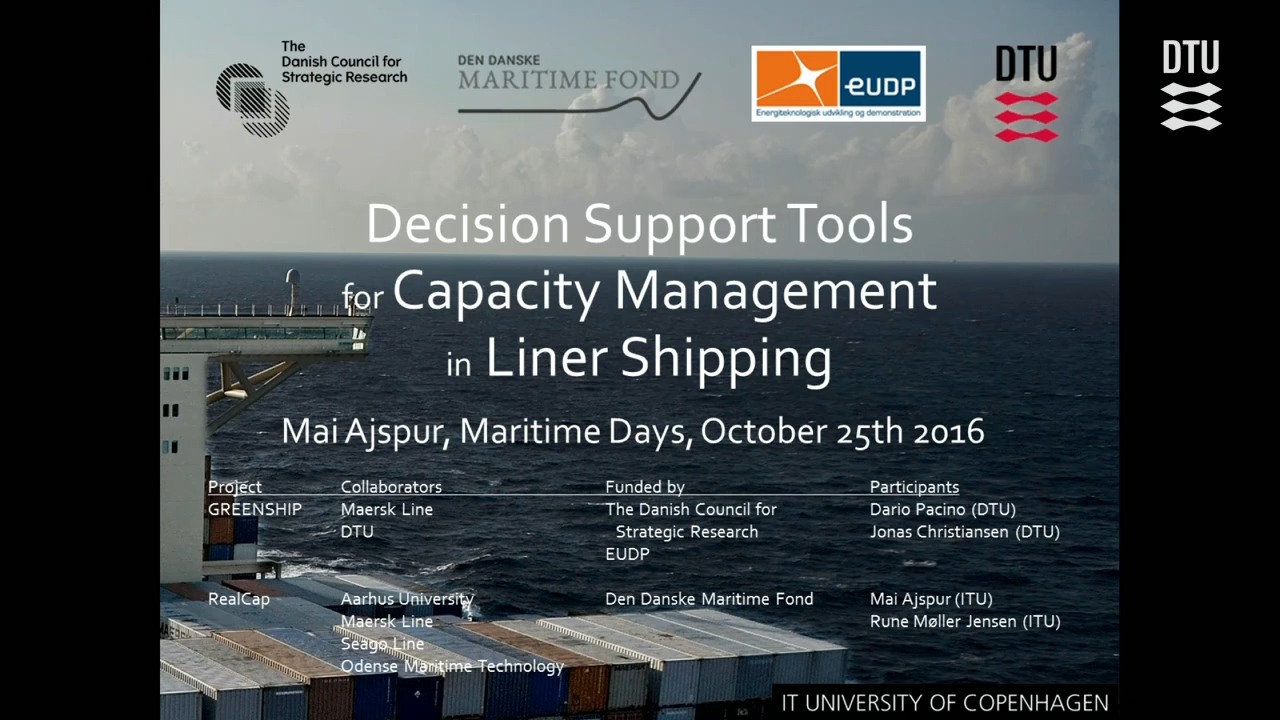 The
Danish Council for
Strategic Research
DEN DANSKE
MARITIME FOND
eUDP
Energiteknologisk udvikling og demonstration
DTU
DTU
Decision Support Tools
for Capacity Management
in Liner Shipping
Mai Ajspur, Maritime Days, October 25th 2016
Project Collaborators Funded by Participants
GREENSHIP Maersk Line The Danish Council for Dario Pacino (DTU)
DTU Strategic Research Jonas Christiansen (DTU)
EUDP
RealCap Aarhus University Den Danske Maritime Fond Mai Ajspur (ITU)
Maersk Line Rune Møller Jensen (ITU)
Seago Line
Odense Maritime Technology
IT UNIVERSITY OF COPENHAGEN